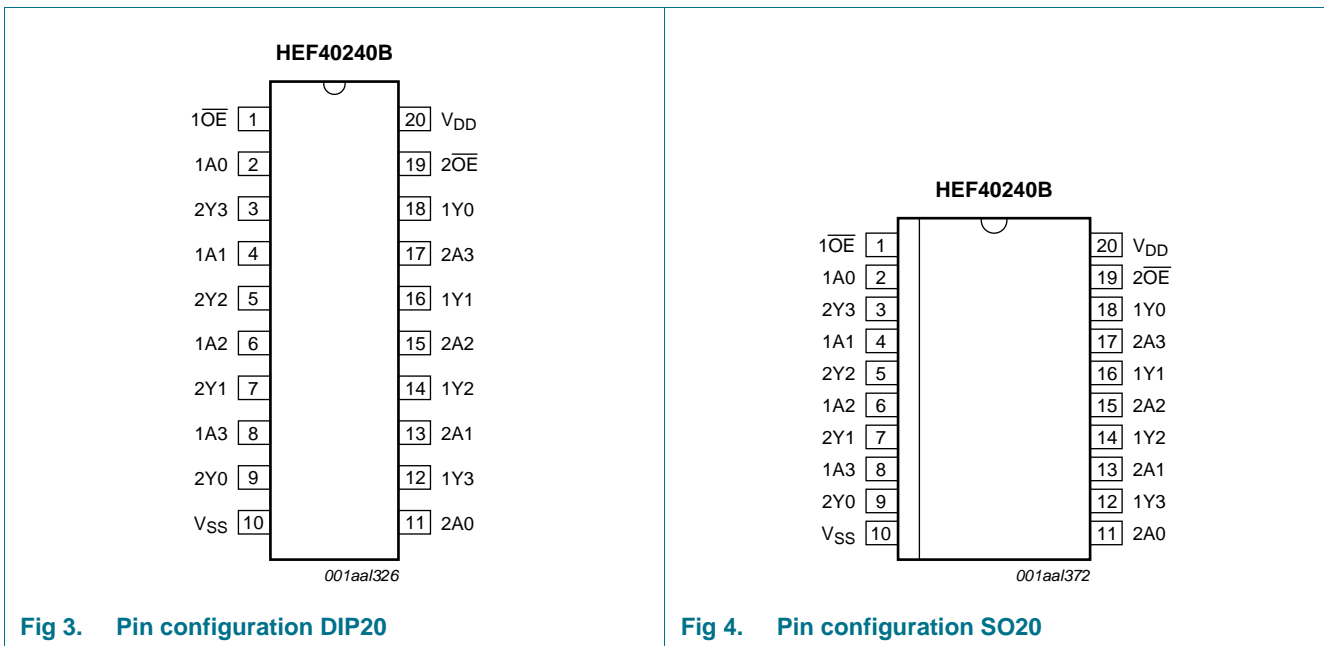 HEF40240B
1O̅E̅ 1 20 VDD
1A0 2 19 2O̅E̅
2Y3 3 18 1Y0
1A1 4 17 2A3
2Y2 5 16 1Y1
1A2 6 15 2A2
2Y1 7 14 1Y2
1A3 8 13 2A1
2Y0 9 12 1Y3
VSS 10 11 2A0
001aal326
Fig 3. Pin configuration DIP20
HEF40240B
1O̅E̅ 1 20 VDD
1A0 2 19 2O̅E̅
2Y3 3 18 1Y0
1A1 4 17 2A3
2Y2 5 16 1Y1
1A2 6 15 2A2
2Y1 7 14 1Y2
1A3 8 13 2A1
2Y0 9 12 1Y3
VSS 10 11 2A0
001aal372
Fig 4. Pin configuration SO20